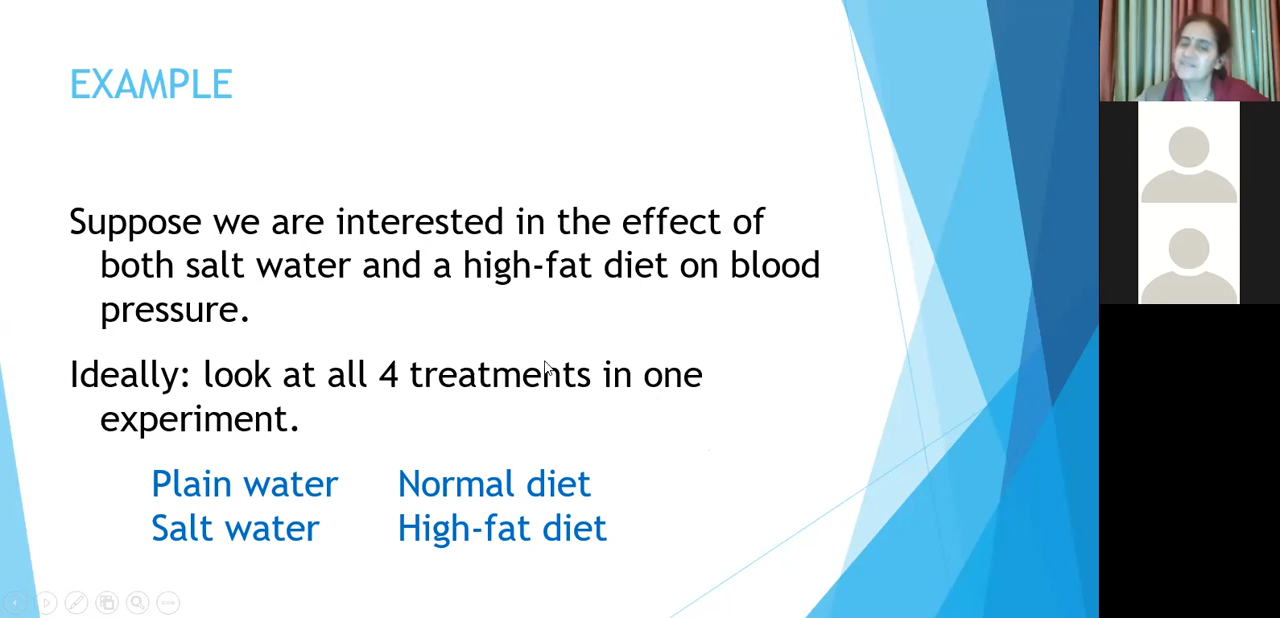 EXAMPLE
Suppose we are interested in the effect of
both salt water and a high-fat diet on blood
pressure.
Ideally: look at all 4 treatments in one
experiment.
Plain water Normal diet
Salt water High-fat diet